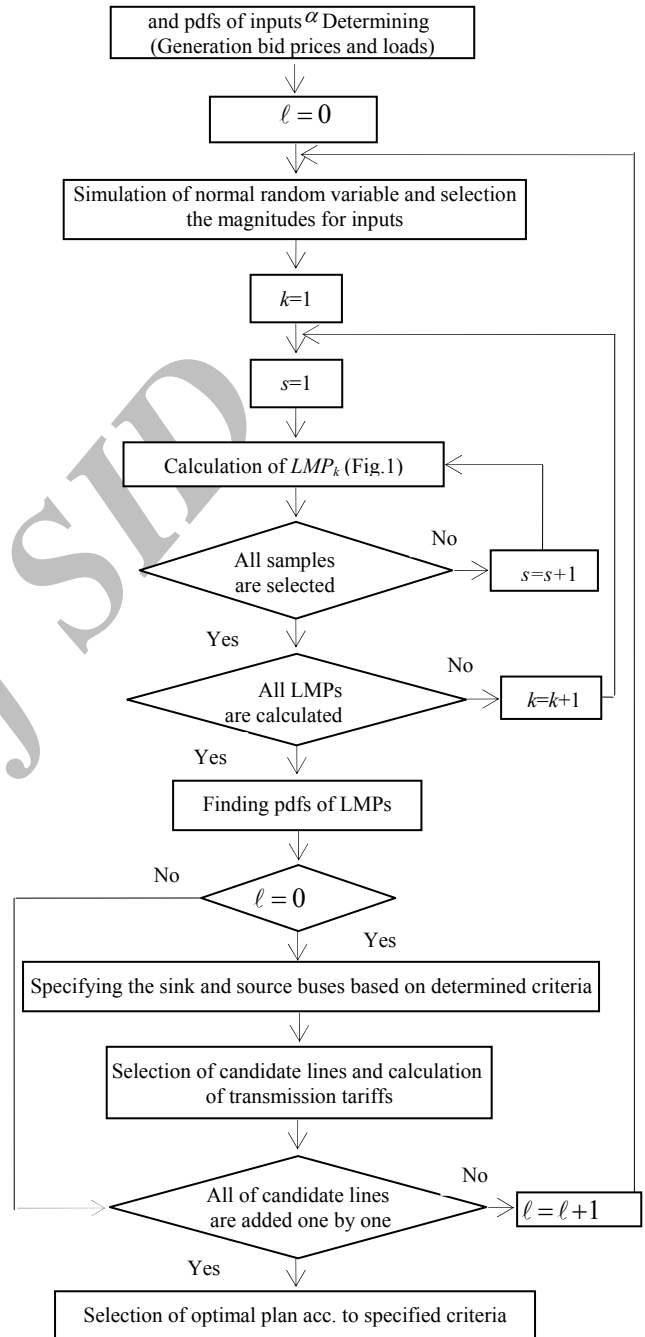 and pdfs of inputs α Determining
(Generation bid prices and loads)
ℓ = 0
Simulation of normal random variable and selection
the magnitudes for inputs
k=1
s=1
Calculation of LMPk (Fig.1)
All samples
are selected
No
s=s+1
Yes
All LMPs
are calculated
No
k=k+1
Yes
Finding pdfs of LMPs
No
ℓ = 0
Yes
Specifying the sink and source buses based on determined criteria
Selection of candidate lines and calculation
of transmission tariffs
All of candidate lines
are added one by one
No
ℓ = ℓ +1
Yes
Selection of optimal plan acc. to specified criteria
J SID